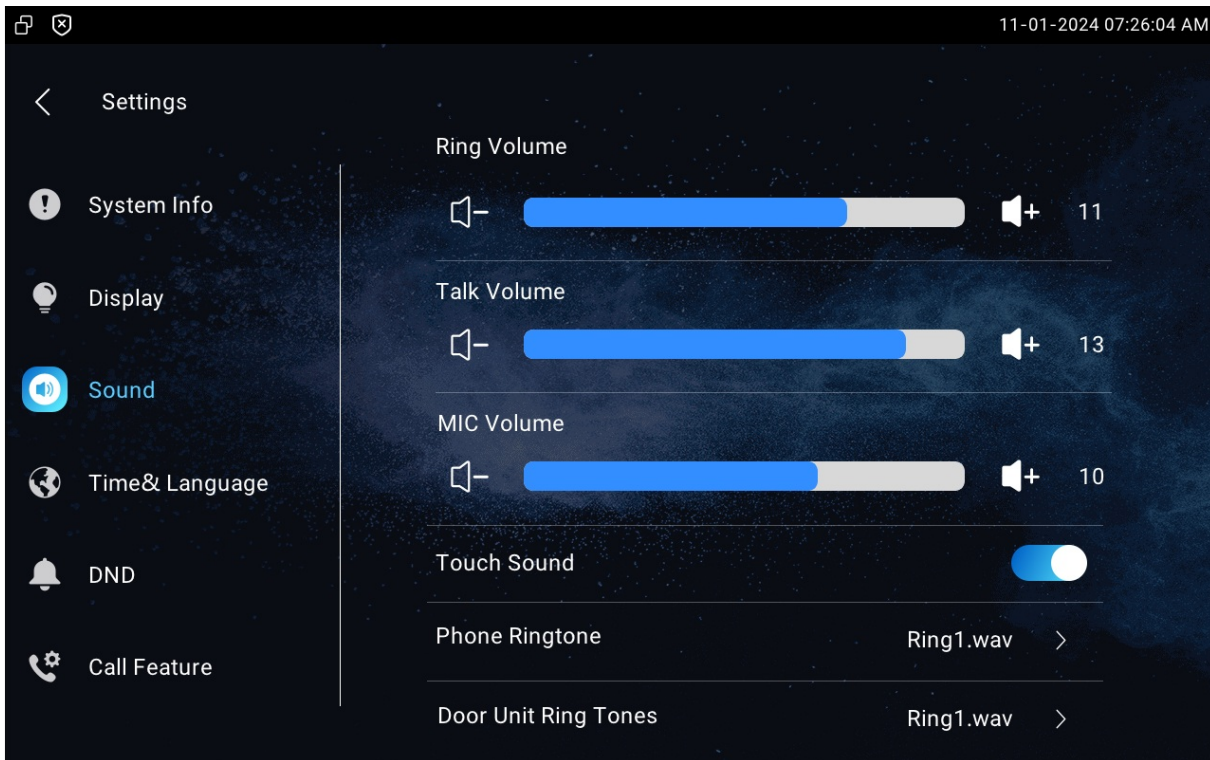 11-01-2024 07:26:04 AM
Settings
System Info
Display
Sound
Time& Language
DND
Call Feature
Ring Volume
11
Talk Volume
13
MIC Volume
10
Touch Sound
Phone Ringtone Ring1.wav
Door Unit Ring Tones Ring1.wav